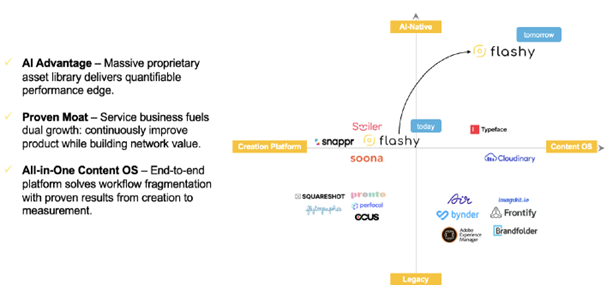 AI Advantage – Massive proprietary
asset library delivers quantifiable
performance edge.
Proven Moat – Service business fuels
dual growth: continuously improve
product while building network value.
All-in-One Content OS – End-to-end
platform solves workflow fragmentation
with proven results from creation to
measurement.
AI-Native
tomorrow
flashy
today
Smiler
snappr
flashy
Typeface
Creation Platform
Content OS
soona
Cloudinary
SQUARESHOT
pronto
perfocal
OCUS
Air
imagekit.io
bynder
Frontify
Adobe
Experience
Manager
Brandfolder
Legacy